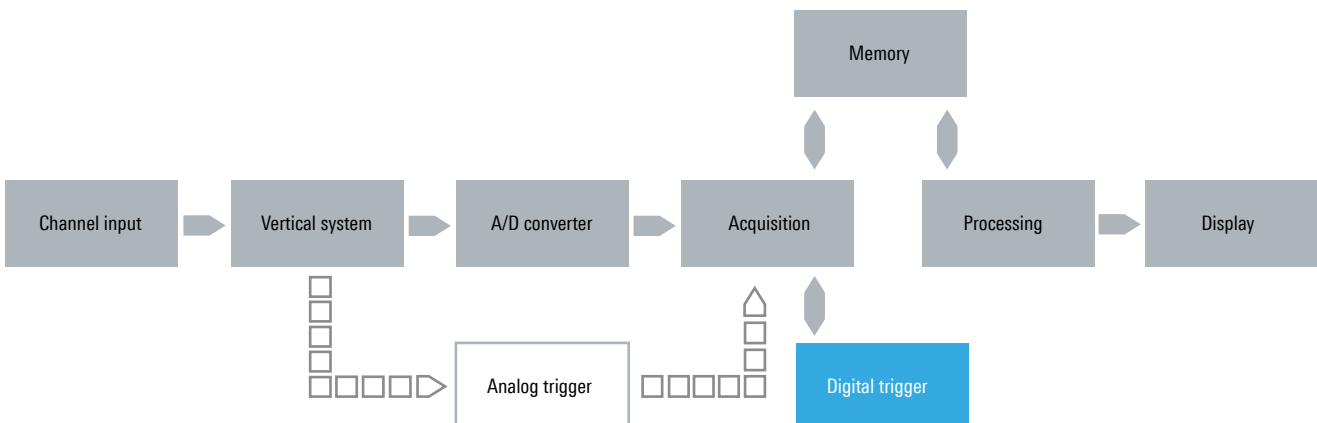 Memory
Channel input
Vertical system
A/D converter
Acquisition
Processing
Display
Analog trigger
Digital trigger